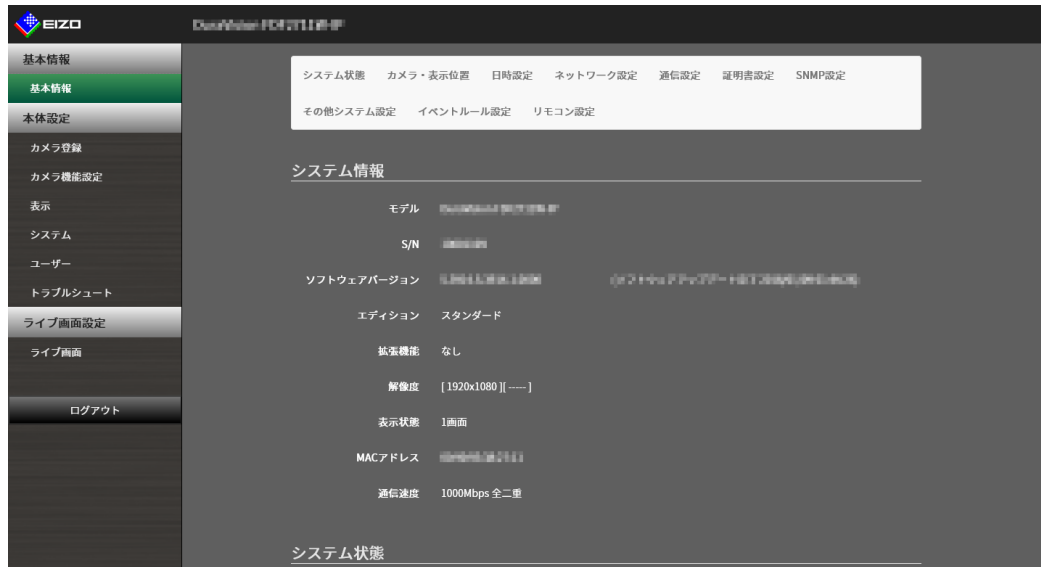 EIZO
基本情報
基本情報
本体設定
カメラ登録
カメラ機能設定
表示
システム
ユーザー
トラブルシュート
ライブ画面設定
ライブ画面
ログアウト
システム状態 カメラ・表示位置 日時設定 ネットワーク設定 通信設定 証明書設定 SNMP設定
その他システム設定 イベントルール設定 リモコン設定
システム情報
モデル
S/N
ソフトウェアバージョン
エディション スタンダード
拡張機能 なし
解像度 [ 1920x1080 ][ ----- ]
表示状態 1画面
MACアドレス
通信速度 1000Mbps 全二重
システム状態